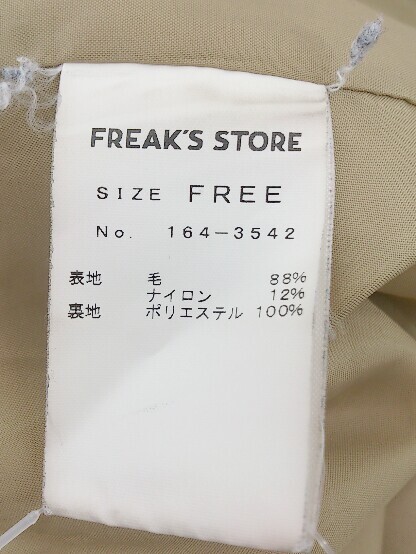 FREAK'S STORE
SIZE FREE
No. 164-3542
表地 毛 88%
ナイロン 12%
裏地 ポリエステル 100%